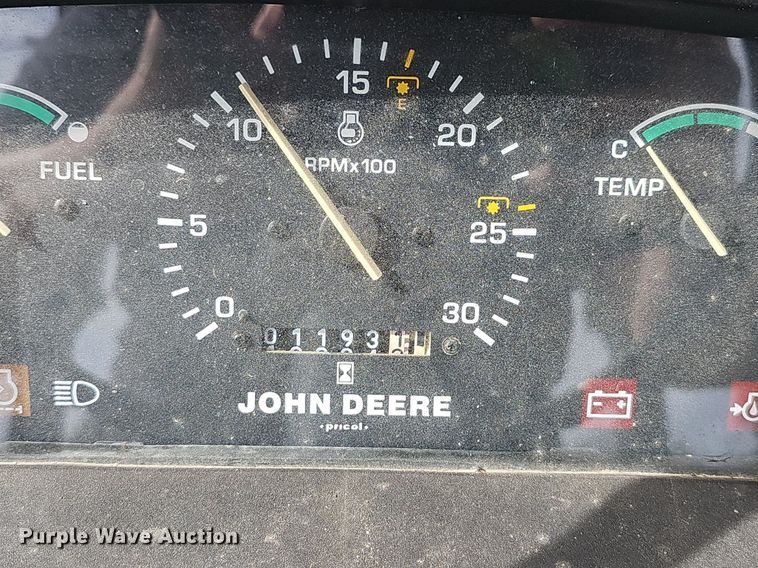 15
10
20
E
RPMx100
C
FUEL
TEMP
5
25
0
30
01193
JOHN DEERE
•pricol•
Purple Wave Auction